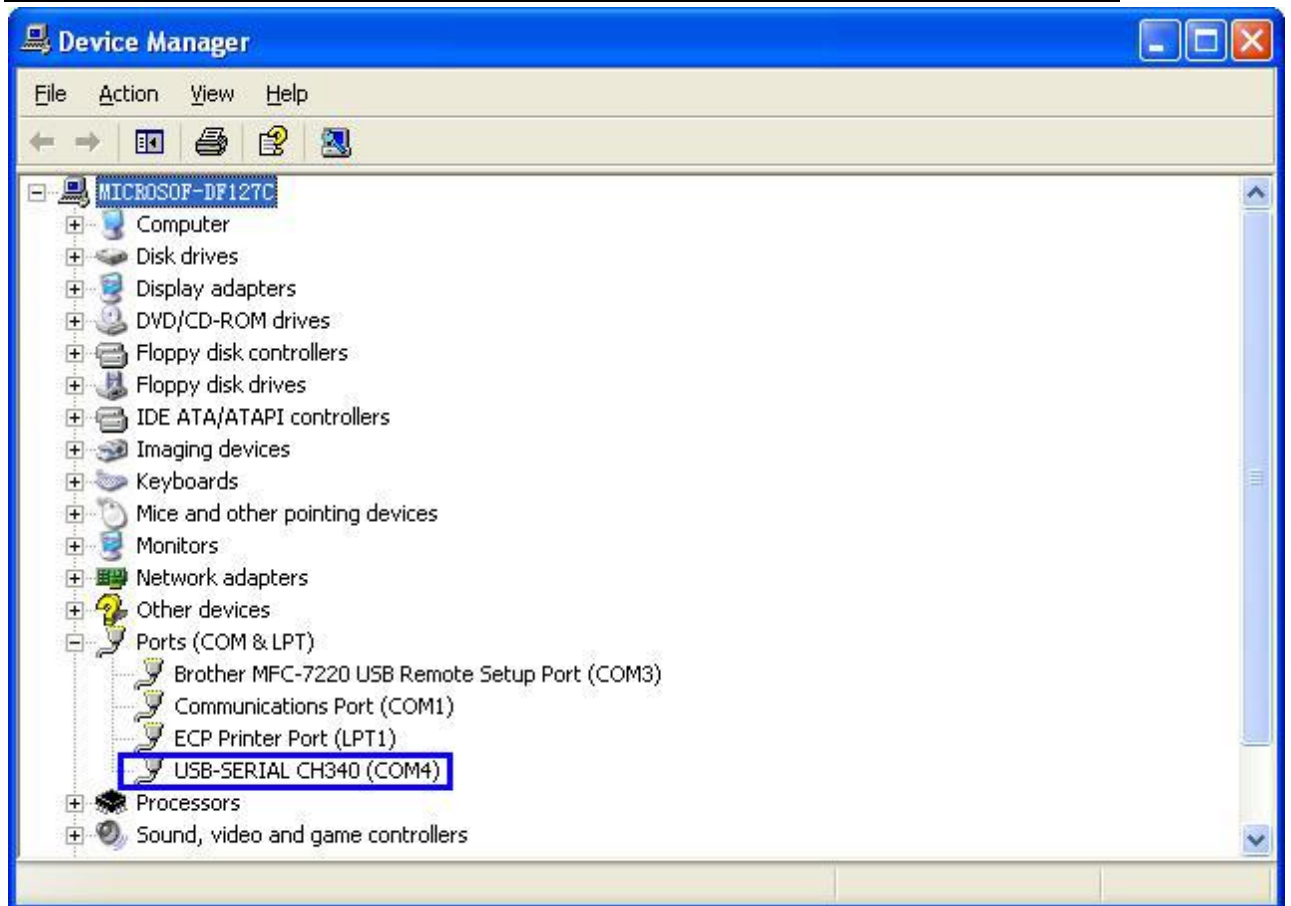 Device Manager
File Action View Help
MICROSOF-DF127C
Computer
Disk drives
Display adapters
DVD/CD-ROM drives
Floppy disk controllers
Floppy disk drives
IDE ATA/ATAPI controllers
Imaging devices
Keyboards
Mice and other pointing devices
Monitors
Network adapters
Other devices
Ports (COM & LPT)
Brother MFC-7220 USB Remote Setup Port (COM3)
Communications Port (COM1)
ECP Printer Port (LPT1)
USB-SERIAL CH340 (COM4)
Processors
Sound, video and game controllers